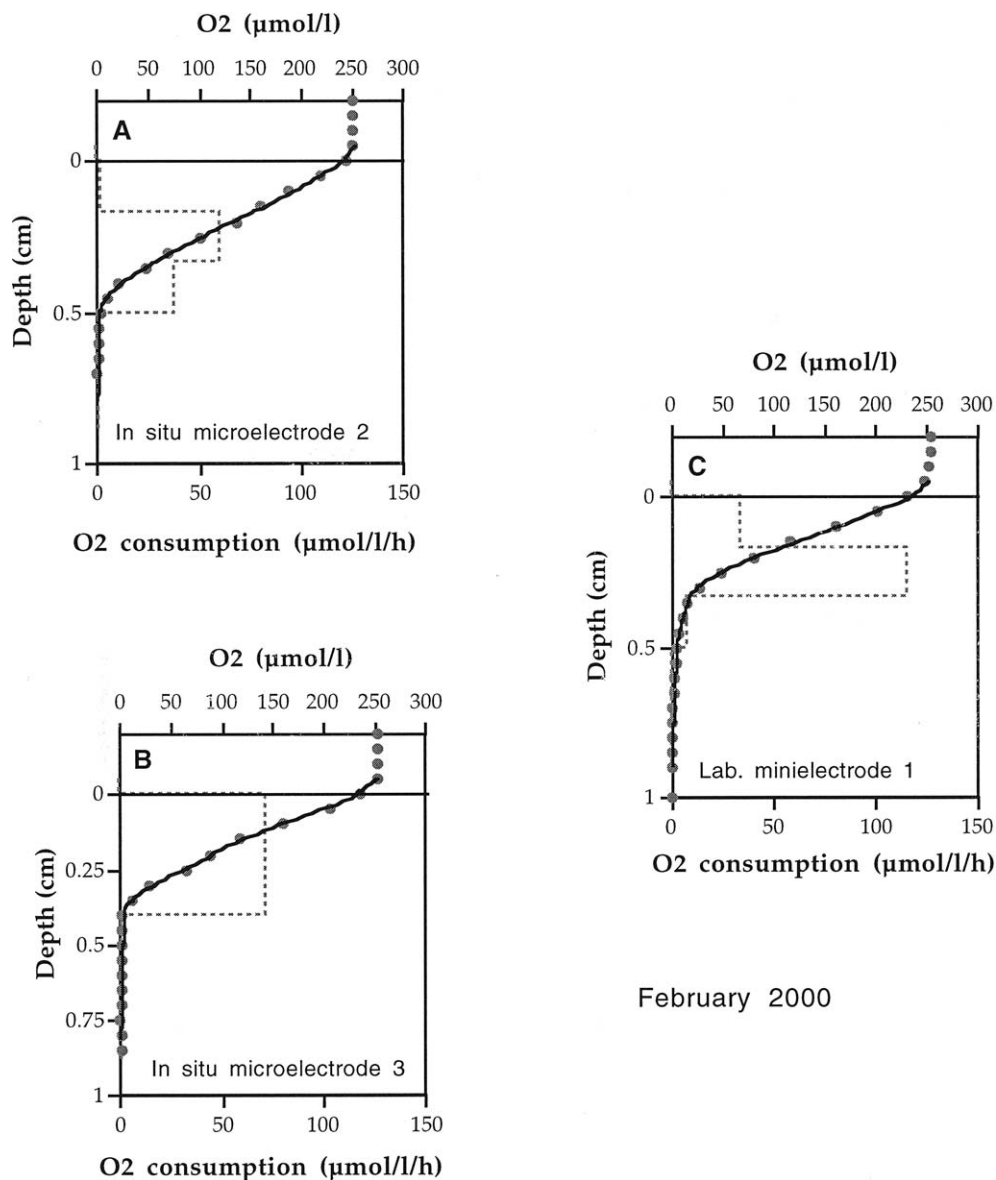 O2 (µmol/l)
0 50 100 150 200 250 300
A
0
0.5
1
Depth (cm)
In situ microelectrode 2
0 50 100 150
O2 consumption (µmol/l/h)
O2 (µmol/l)
0 50 100 150 200 250 300
C
0
0.5
1
Depth (cm)
Lab. minielectrode 1
0 50 100 150
O2 consumption (µmol/l/h)
O2 (µmol/l)
0 50 100 150 200 250 300
B
0
0.25
0.5
0.75
1
Depth (cm)
In situ microelectrode 3
0 50 100 150
O2 consumption (µmol/l/h)
February 2000